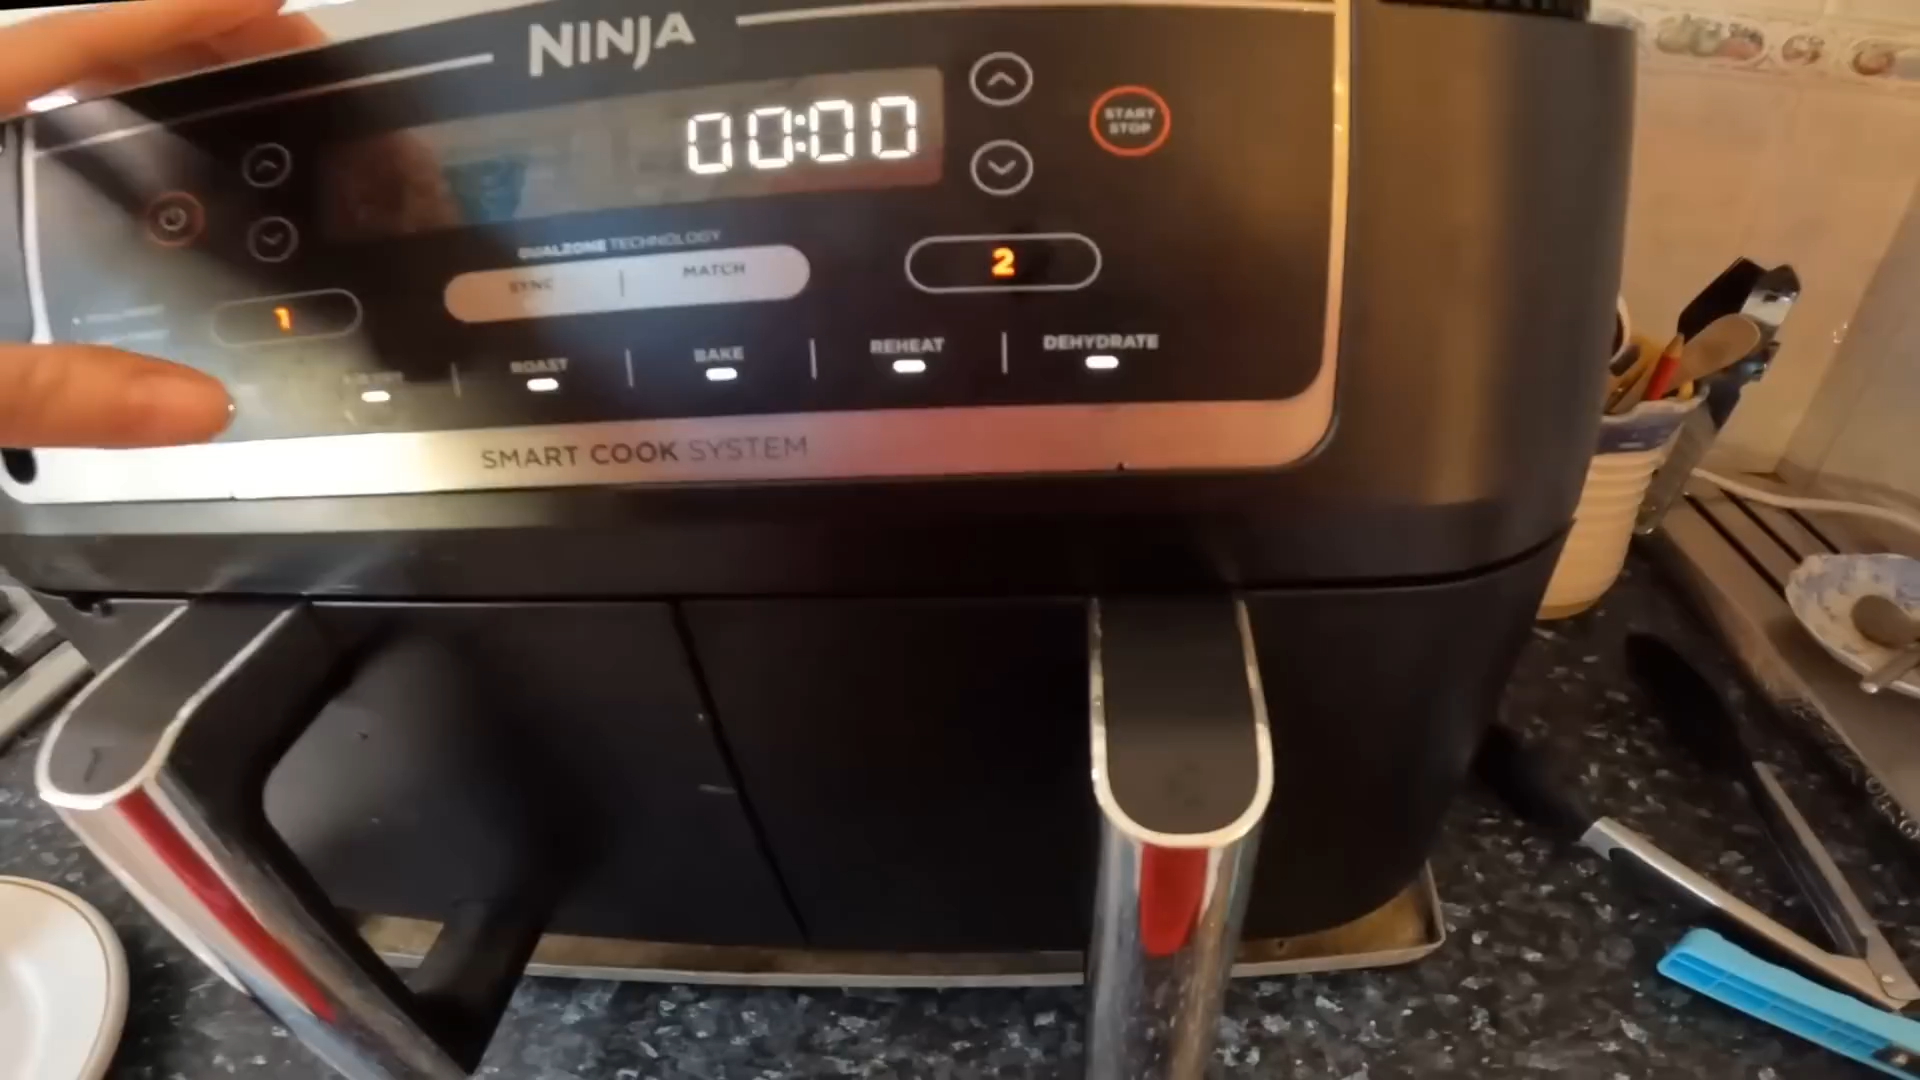 NINJA
00:00
START
STOP
DUALZONE TECHNOLOGY
SYNC MATCH
1 2
ROAST BAKE REHEAT DEHYDRATE
SMART COOK SYSTEM